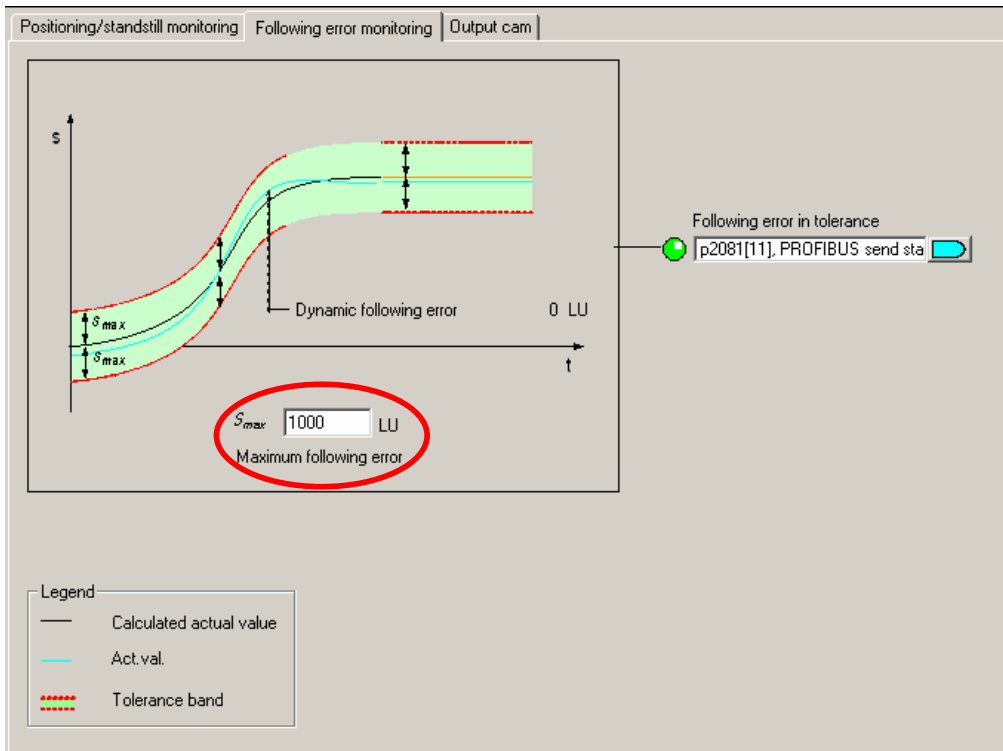 Positioning/standstill monitoring Following error monitoring Output cam
s
Following error in tolerance
p2081[11], PROFIBUS send sta
Smax
Smax
Dynamic following error 0 LU
t
Smax 1000 LU
Maximum following error
Legend
Calculated actual value
Act.val.
Tolerance band